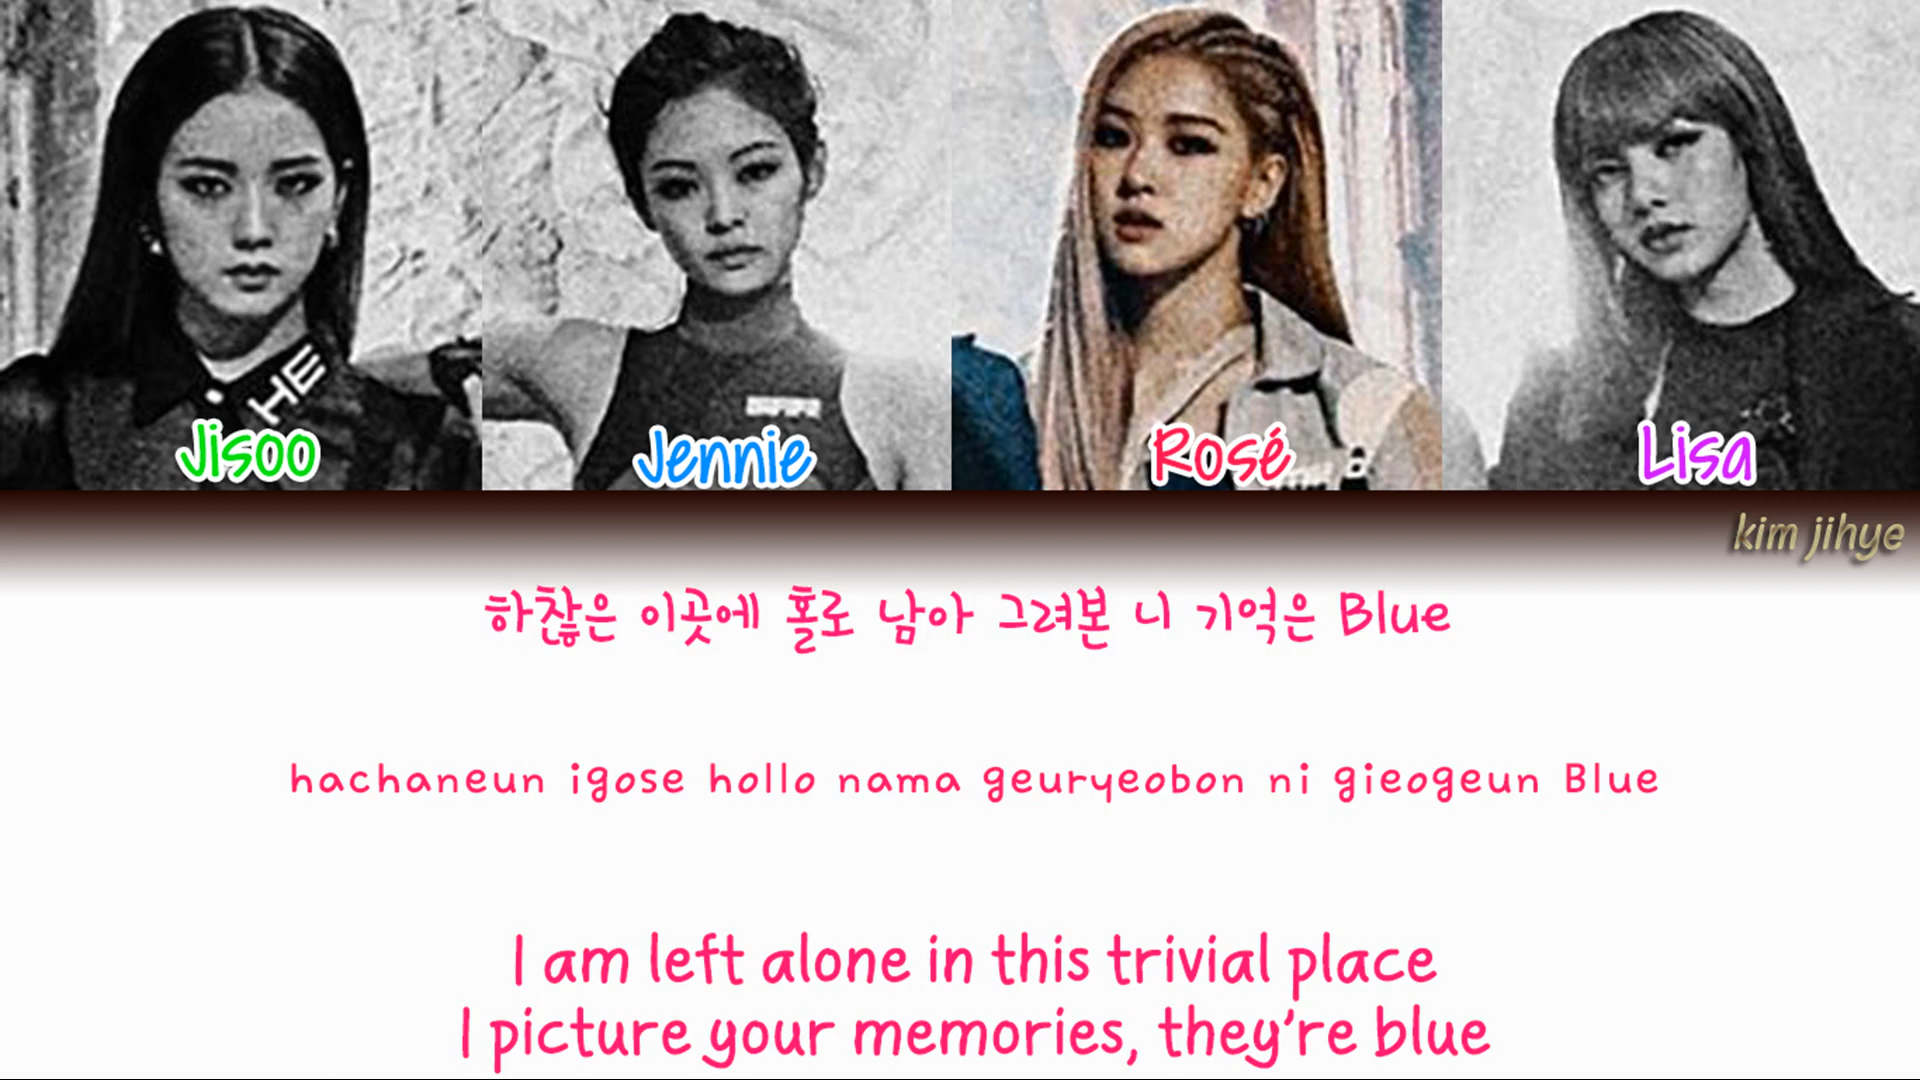 HE
Jisoo
Jennie
Rosé
Lisa
kim jihye
하찮은 이곳에 홀로 남아 그려본 니 기억은 Blue
hachaneun igose hollo nama geuryeobon ni gieogeun Blue
I am left alone in this trivial place
I picture your memories, they're blue